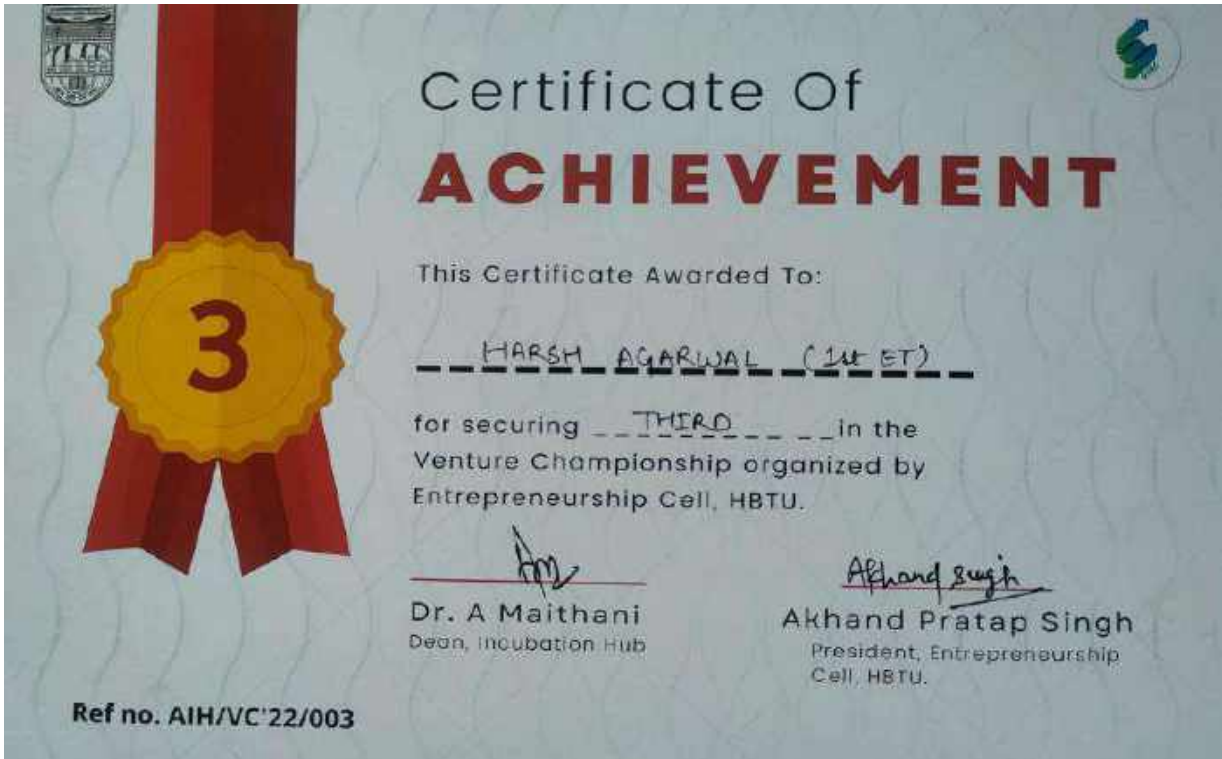 Certificate Of
ACHIEVEMENT
This Certificate Awarded To:
HARSH AGARWAL (1st ET)
3
for securing THIRD in the
Venture Championship organized by
Entrepreneurship Cell, HBTU.
Akhand Singh
Dr. A Maithani
Dean, Incubation Hub
Akhand Pratap Singh
President, Entrepreneurship
Cell, HBTU.
Ref no. AIH/VC'22/003